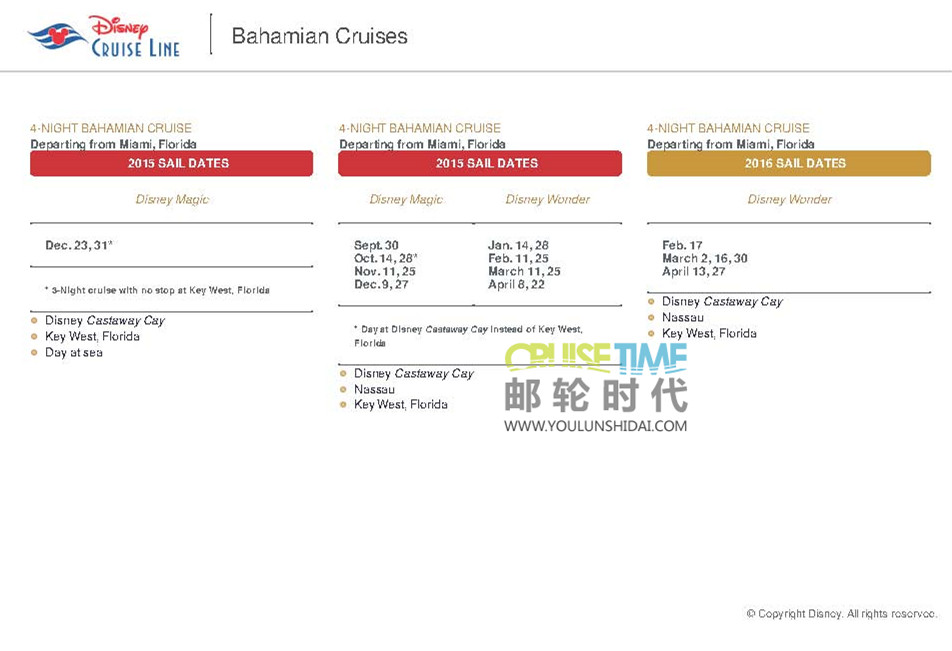 Disney
CRUISE LINE
Bahamian Cruises
4-NIGHT BAHAMIAN CRUISE
Departing from Miami, Florida
2015 SAIL DATES
Disney Magic
Dec. 23, 31*
* 3-Night cruise with no stop at Key West, Florida
Disney Castaway Cay
Key West, Florida
Day at sea
4-NIGHT BAHAMIAN CRUISE
Departing from Miami, Florida
2015 SAIL DATES
Disney Magic
Disney Wonder
Sept. 30
Oct. 14, 28*
Nov. 11, 25
Dec. 9, 27
Jan. 14, 28
Feb. 11, 25
March 11, 25
April 8, 22
* Day at Disney Castaway Cay instead of Key West,
Florida
Disney Castaway Cay
Nassau
Key West, Florida
4-NIGHT BAHAMIAN CRUISE
Departing from Miami, Florida
2016 SAIL DATES
Disney Wonder
Feb. 17
March 2, 16, 30
April 13, 27
Disney Castaway Cay
Nassau
Key West, Florida
CRUISETIME
邮轮时代
WWW.YOULUNSHIDAI.COM
© Copyright Disney. All rights reserved.